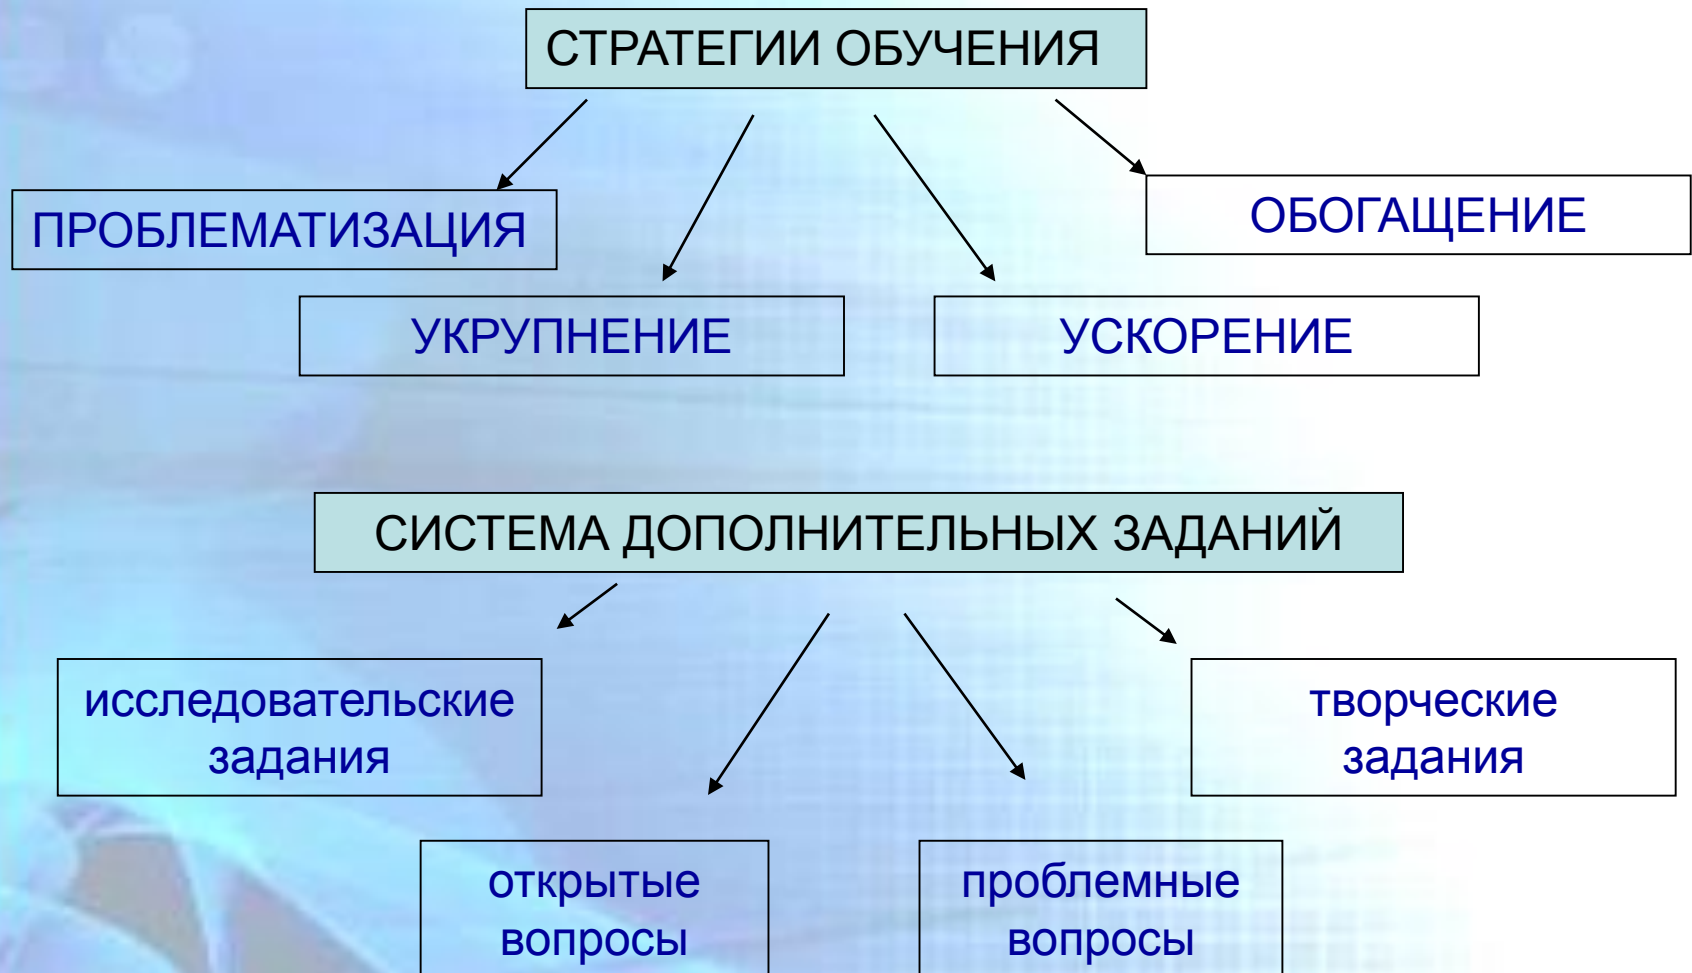 СТРАТЕГИИ ОБУЧЕНИЯ
ПРОБЛЕМАТИЗАЦИЯ
ОБОГАЩЕНИЕ
УКРУПНЕНИЕ
УСКОРЕНИЕ
СИСТЕМА ДОПОЛНИТЕЛЬНЫХ ЗАДАНИЙ
исследовательские
задания
творческие
задания
открытые
вопросы
проблемные
вопросы